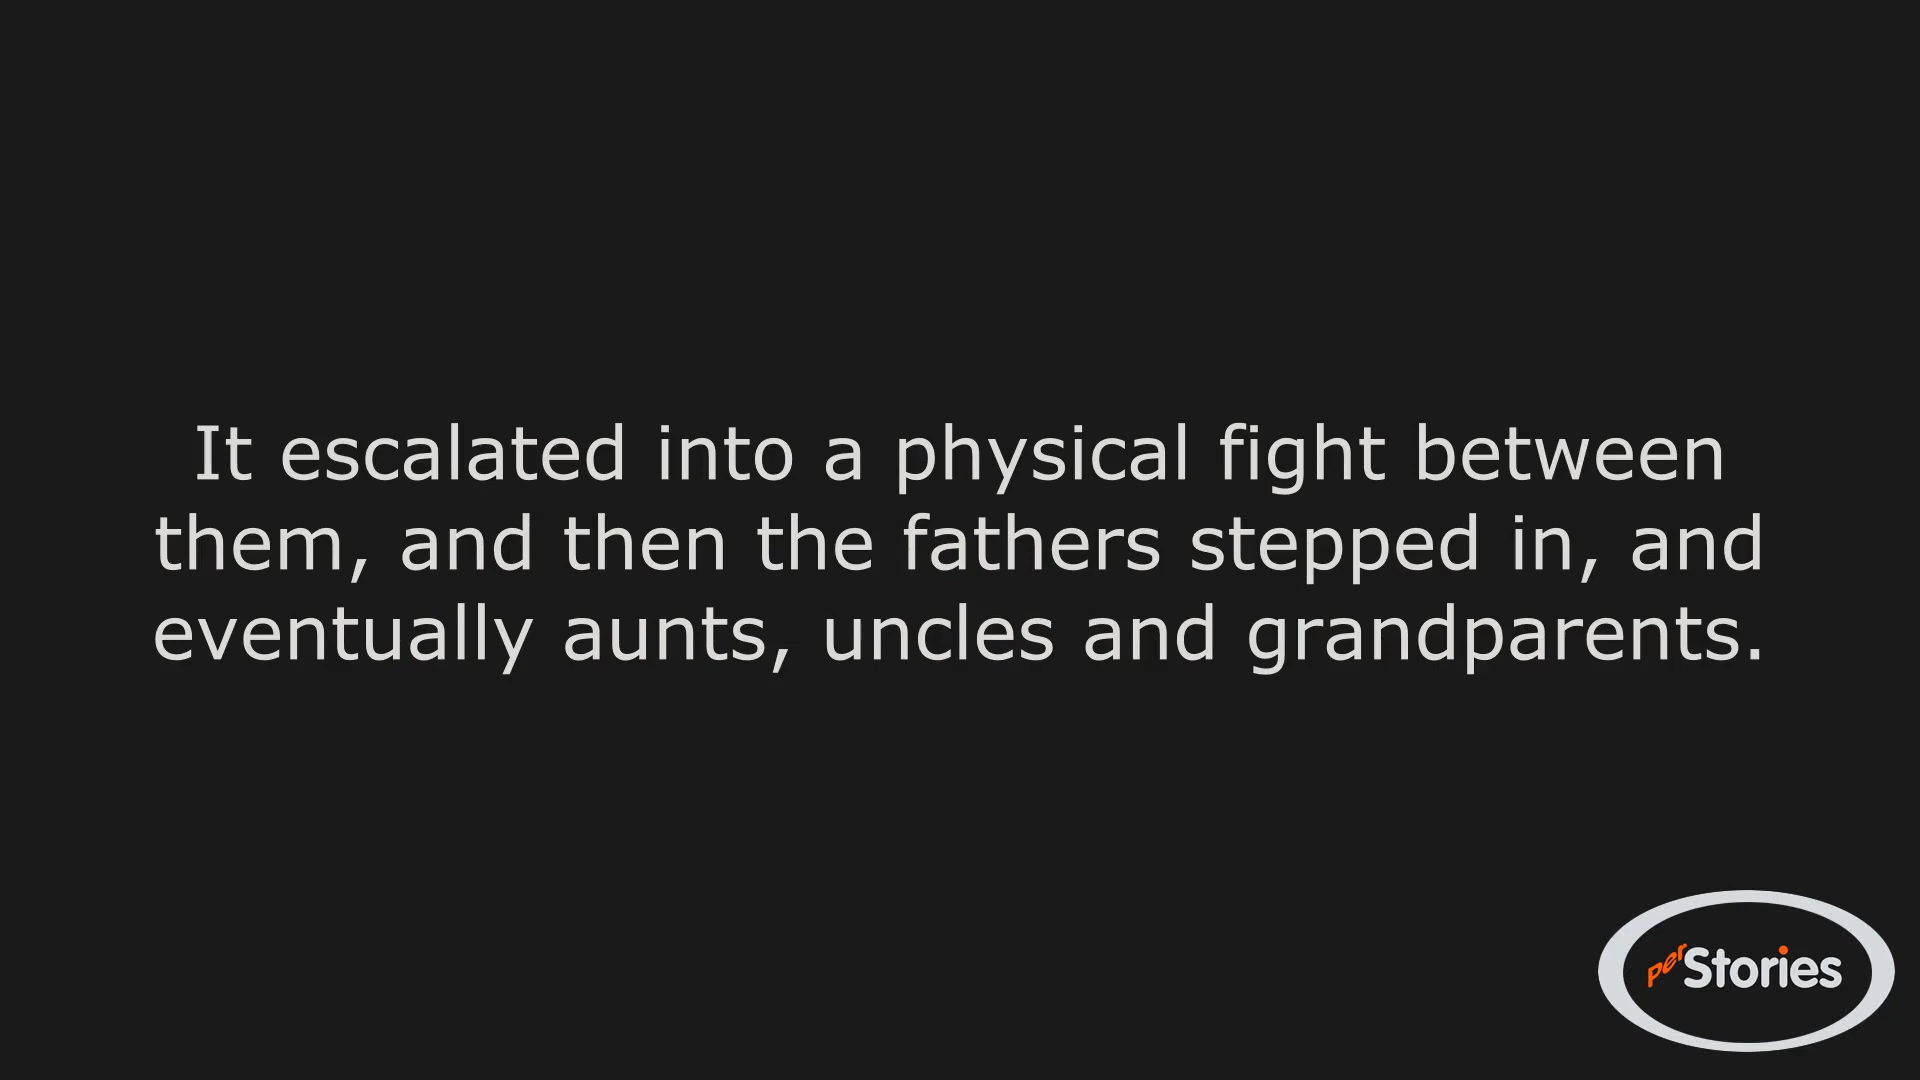 It escalated into a physical fight between
them, and then the fathers stepped in, and
eventually aunts, uncles and grandparents.
perStories